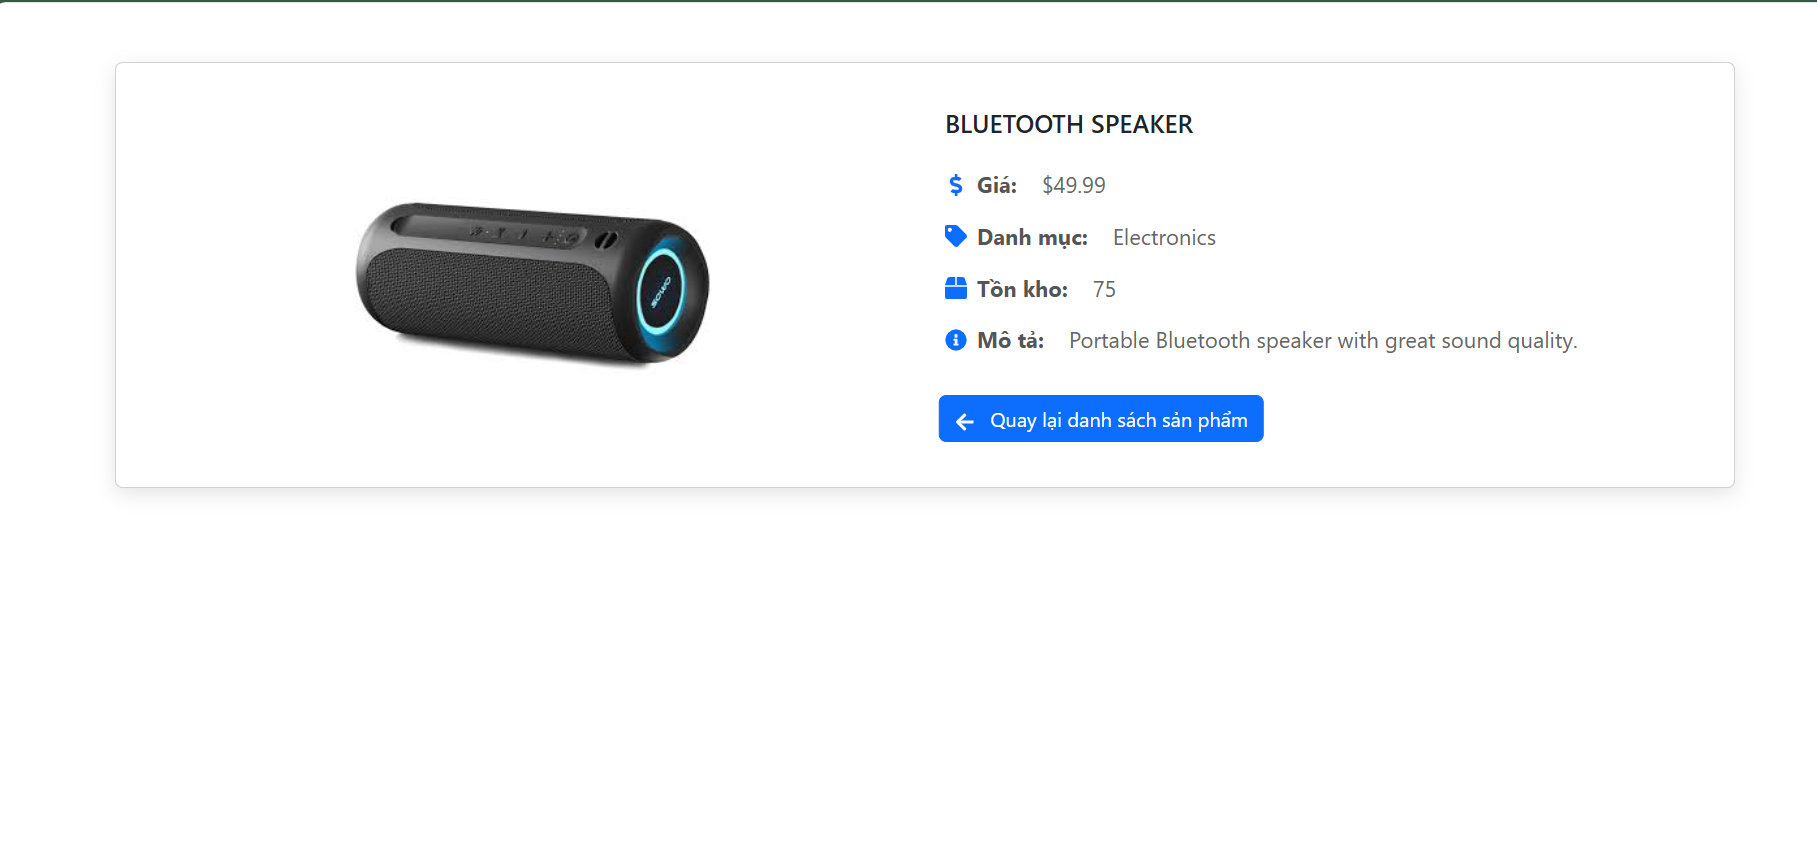 BLUETOOTH SPEAKER
Giá: $49.99
Danh mục: Electronics
Tồn kho: 75
Mô tả: Portable Bluetooth speaker with great sound quality.
Quay lại danh sách sản phẩm